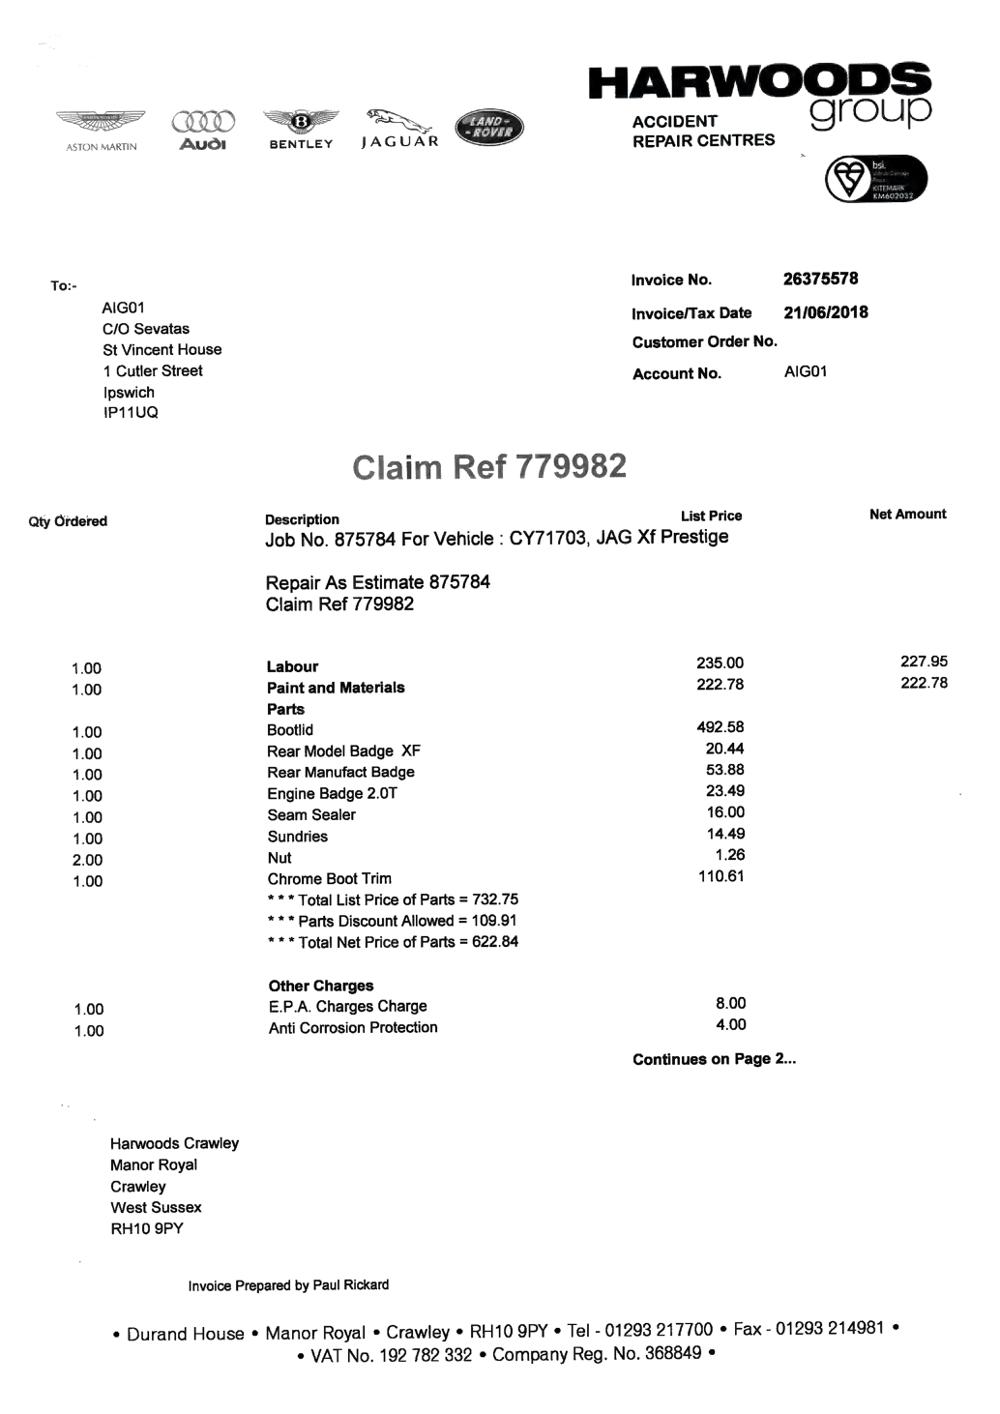 HARWOODS
group
ACCIDENT
REPAIR CENTRES
ASTON MARTIN
Audi
BENTLEY
JAGUAR
LAND-
-ROVER
bsi.
KITEMARK
KM602032
To:-
AIG01
C/O Sevatas
St Vincent House
1 Cutler Street
Ipswich
IP11UQ
Invoice No. 26375578
Invoice/Tax Date 21/06/2018
Customer Order No.
Account No. AIG01
Claim Ref 779982
Qty Ordered Description List Price Net Amount
Job No. 875784 For Vehicle : CY71703, JAG Xf Prestige
Repair As Estimate 875784
Claim Ref 779982
1.00 Labour 235.00 227.95
1.00 Paint and Materials 222.78 222.78
Parts
1.00 Bootlid 492.58
1.00 Rear Model Badge XF 20.44
1.00 Rear Manufact Badge 53.88
1.00 Engine Badge 2.0T 23.49
1.00 Seam Sealer 16.00
1.00 Sundries 14.49
2.00 Nut 1.26
1.00 Chrome Boot Trim 110.61
* * * Total List Price of Parts = 732.75
* * * Parts Discount Allowed = 109.91
* * * Total Net Price of Parts = 622.84
Other Charges
1.00 E.P.A. Charges Charge 8.00
1.00 Anti Corrosion Protection 4.00
Continues on Page 2...
Harwoods Crawley
Manor Royal
Crawley
West Sussex
RH10 9PY
Invoice Prepared by Paul Rickard
• Durand House • Manor Royal • Crawley • RH10 9PY • Tel - 01293 217700 • Fax - 01293 214981 •
• VAT No. 192 782 332 • Company Reg. No. 368849 •